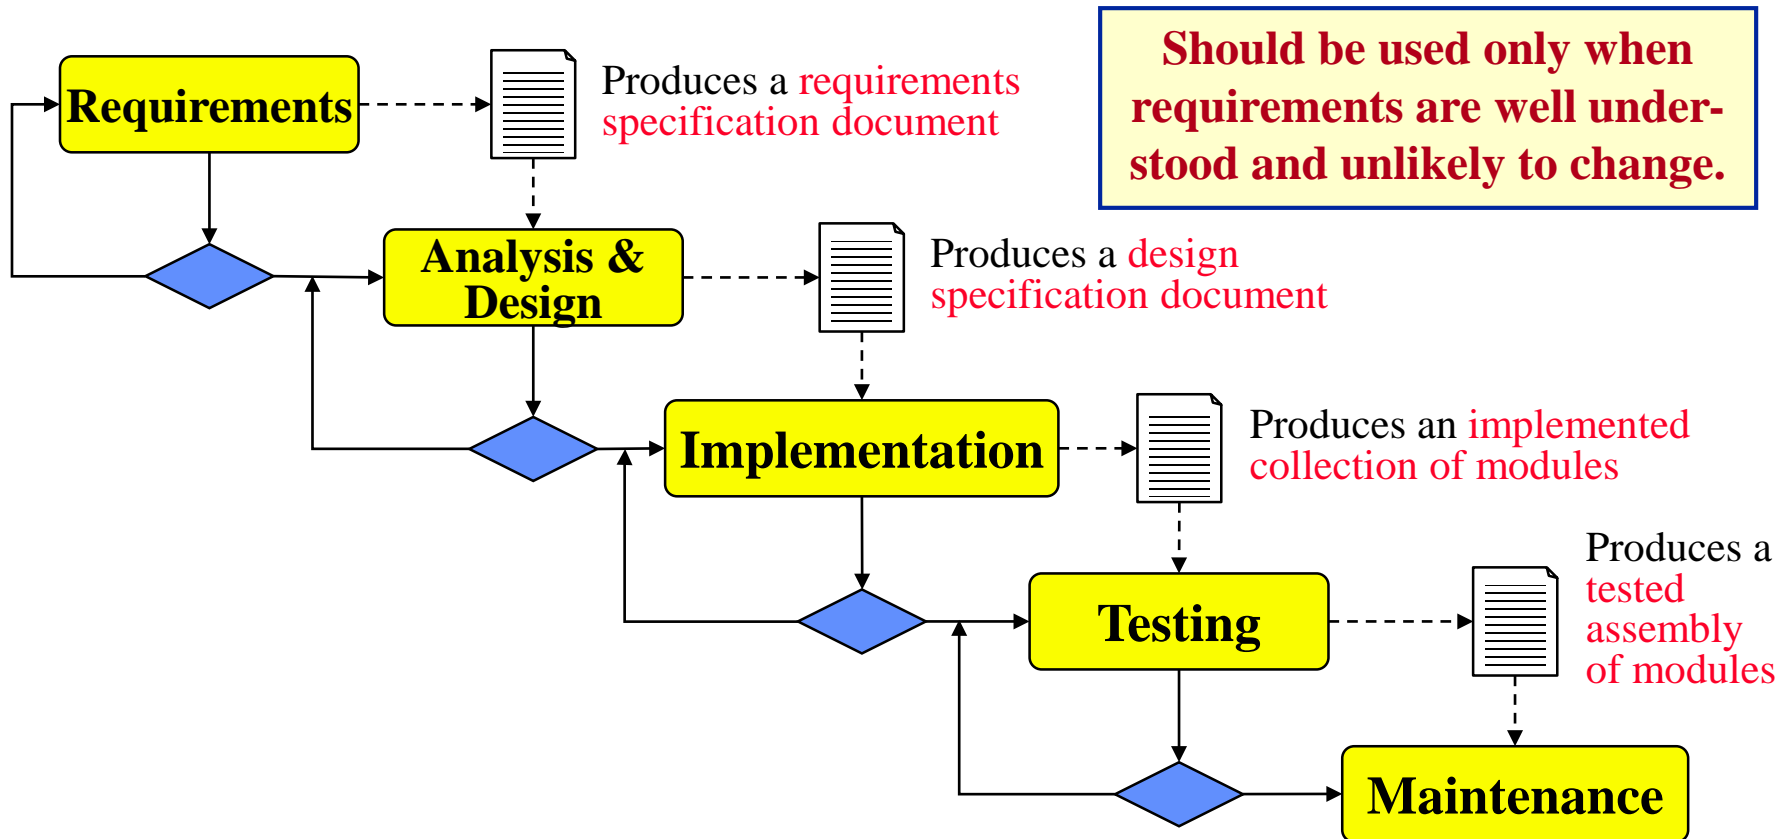 Should be used only when
requirements are well under-
stood and unlikely to change.
Requirements
Produces a requirements
specification document
Analysis &
Design
Produces a design
specification document
Implementation
Produces an implemented
collection of modules
Testing
Produces a
tested
assembly
of modules
Maintenance